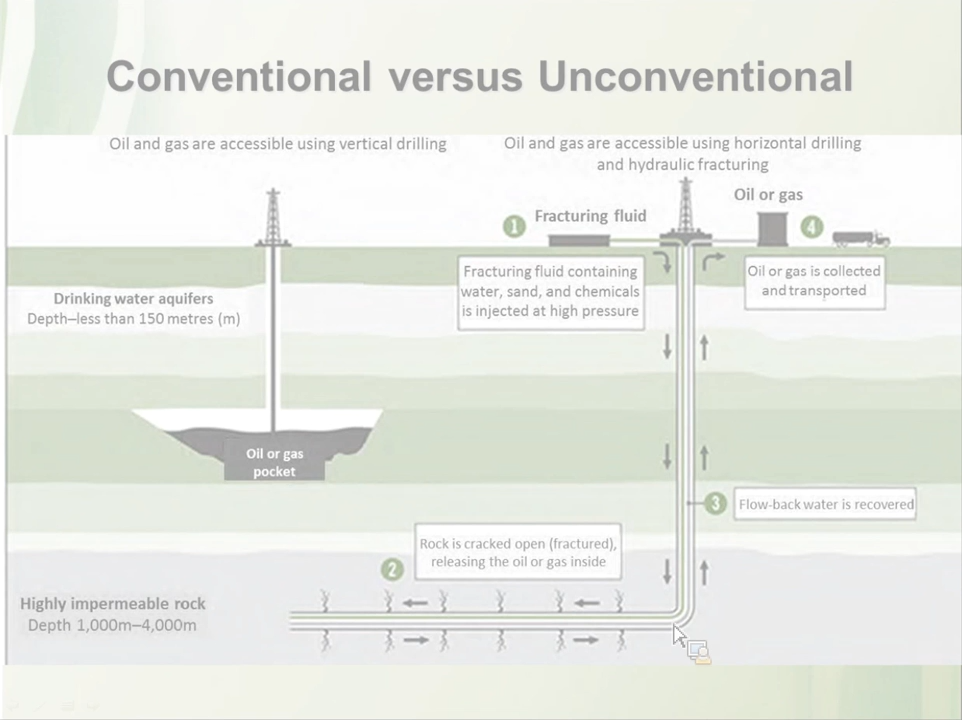 Conventional versus Unconventional
Oil and gas are accessible using vertical drilling
Oil and gas are accessible using horizontal drilling
and hydraulic fracturing
Oil or gas
1
Fracturing fluid
4
Fracturing fluid containing
water, sand, and chemicals
is injected at high pressure
Oil or gas is collected
and transported
Drinking water aquifers
Depth–less than 150 metres (m)
Oil or gas
pocket
3
Flow-back water is recovered
Rock is cracked open (fractured),
releasing the oil or gas inside
2
Highly impermeable rock
Depth 1,000m–4,000m